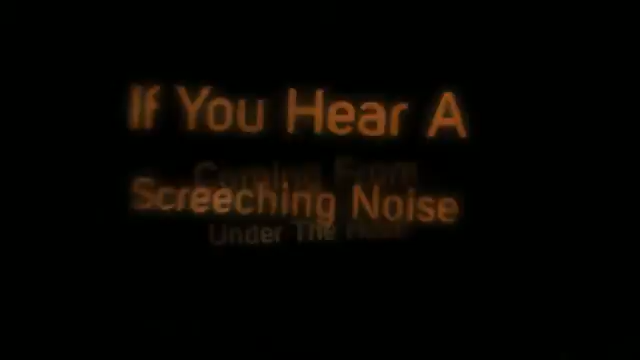 If You Hear A
Coming From
Screeching Noise
Under The